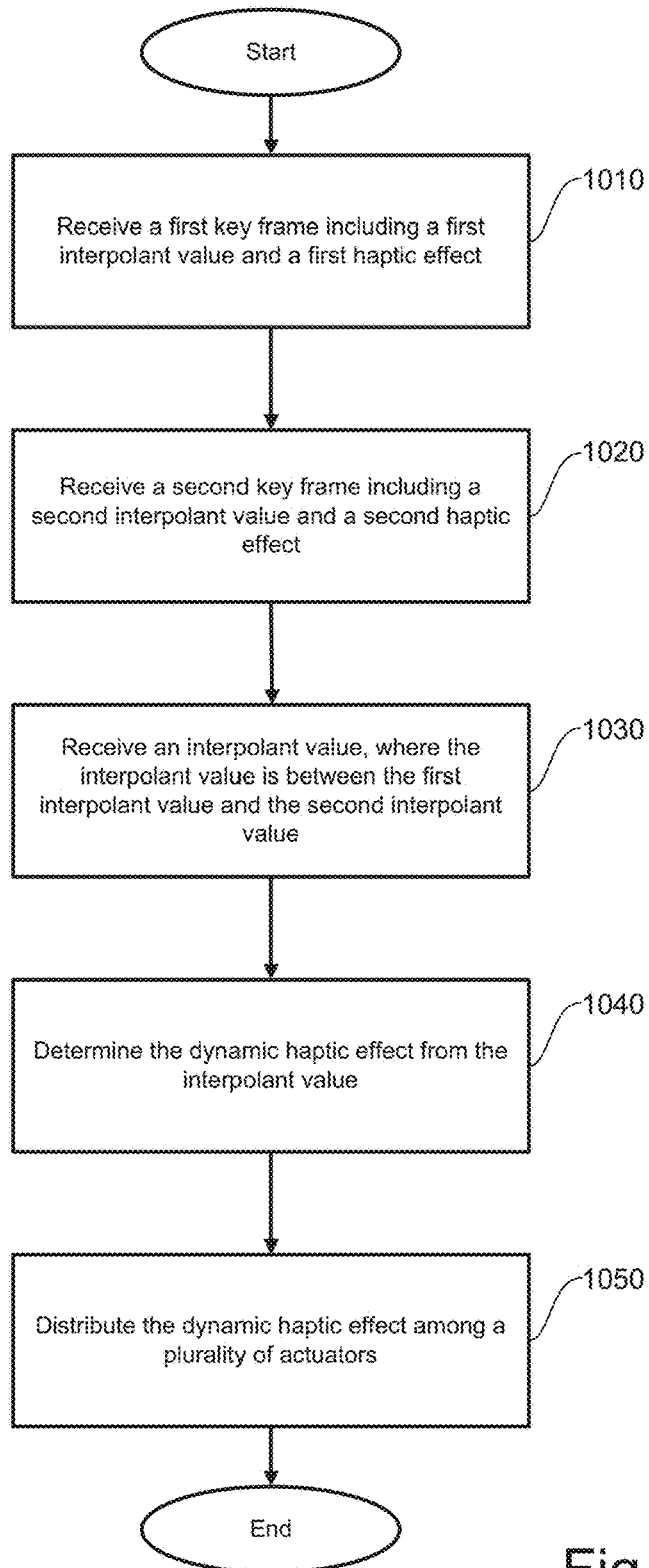 Start
1010
Receive a first key frame including a first
interpolant value and a first haptic effect
1020
Receive a second key frame including a
second interpolant value and a second haptic
effect
1030
Receive an interpolant value, where the
interpolant value is between the first
interpolant value and the second interpolant
value
1040
Determine the dynamic haptic effect from the
interpolant value
1050
Distribute the dynamic haptic effect among a
plurality of actuators
End
Fig